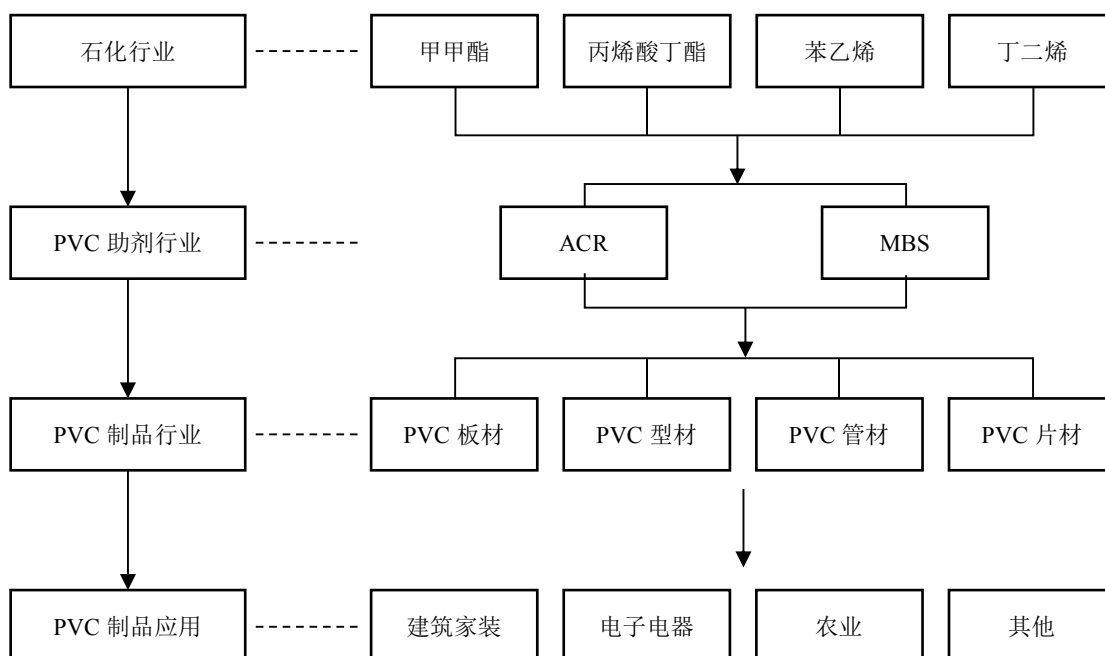 石化行业
甲甲酯
丙烯酸丁酯
苯乙烯
丁二烯
PVC 助剂行业
ACR
MBS
PVC 制品行业
PVC 板材
PVC 型材
PVC 管材
PVC 片材
PVC 制品应用
建筑家装
电子电器
农业
其他